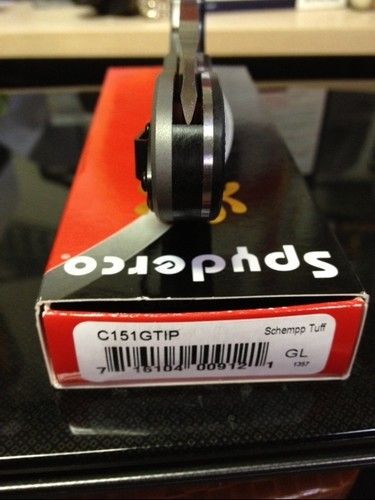 Spyderco®
C151GTIP
Schempp Tuff
7 16104 00912 1
GL
1357